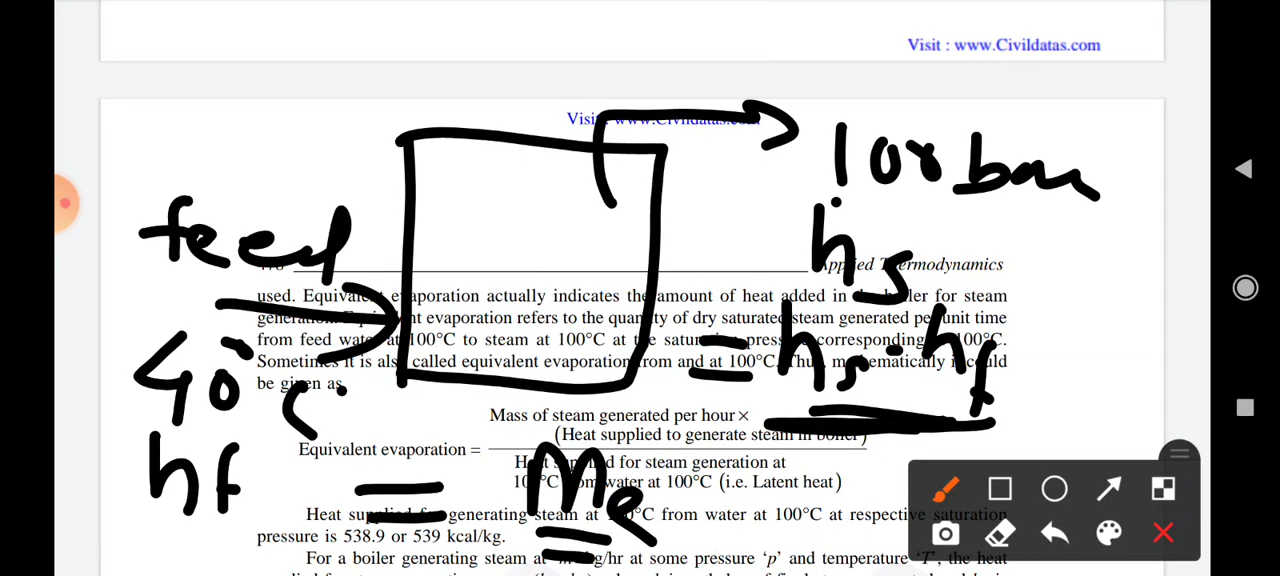 Visit : www.Civildatas.com
Visit : www.Civildatas.com
100 bar
feed
hs
Applied Thermodynamics
used. Equivalent evaporation actually indicates the amount of heat added in the boiler for steam
generation. Equivalent evaporation refers to the quantity of dry saturated steam generated per unit time
from feed water at 100°C to steam at 100°C at the saturation pressure corresponding 100°C.
Sometimes it is also called equivalent evaporation from and at 100°C. Thus, mathematically it could
be given as,
40°C
= hs - hf
Mass of steam generated per hour ×
(Heat supplied to generate steam in boiler)
Equivalent evaporation =
Heat supplied for steam generation at
100°C from water at 100°C (i.e. Latent heat)
hf = me
Heat supplied for generating steam at 100°C from water at 100°C at respective saturation
pressure is 538.9 or 539 kcal/kg.
For a boiler generating steam at kg/hr at some pressure 'p' and temperature 'T', the heat